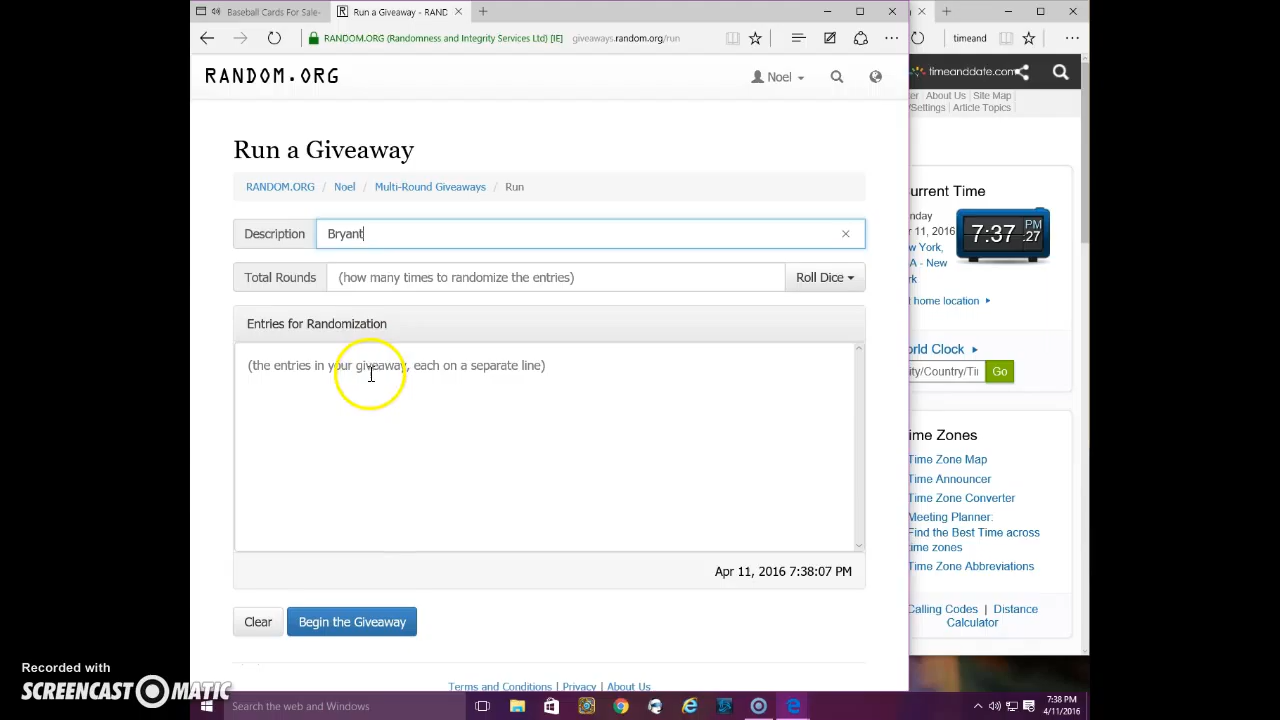 Baseball Cards For Sale-
Run a Giveaway - RAND
RANDOM.ORG (Randomness and Integrity Services Ltd) [IE] giveaways.random.org/run
timeand
RANDOM.ORG
Noel
timeanddate.com
About Us | Site Map
/Settings | Article Topics
Run a Giveaway
RANDOM.ORG / Noel / Multi-Round Giveaways / Run
Description Bryant
Total Rounds (how many times to randomize the entries) Roll Dice
Entries for Randomization
(the entries in your giveaway, each on a separate line)
Apr 11, 2016 7:38:07 PM
Clear Begin the Giveaway
Terms and Conditions | Privacy | About Us
urrent Time
nday
11, 2016
York,
A - New
rk
7:37 PM .27
home location
orld Clock
ity/Country/Ti Go
ime Zones
Time Zone Map
Time Announcer
Time Zone Converter
Meeting Planner:
Find the Best Time across
time zones
Time Zone Abbreviations
Calling Codes | Distance
Calculator
Recorded with
SCREENCAST-O-MATIC
Search the web and Windows
7:38 PM
4/11/2016